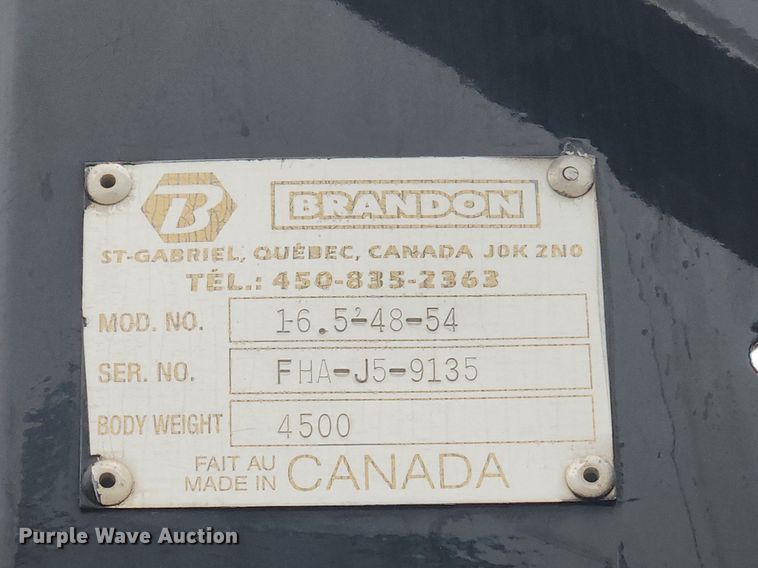 B BRANDON
ST-GABRIEL, QUÉBEC, CANADA J0K 2N0
TÉL.: 450-835-2363
MOD. NO. 16.5'-48-54
SER. NO. FHA-J5-9135
BODY WEIGHT 4500
FAIT AU
MADE IN CANADA
Purple Wave Auction